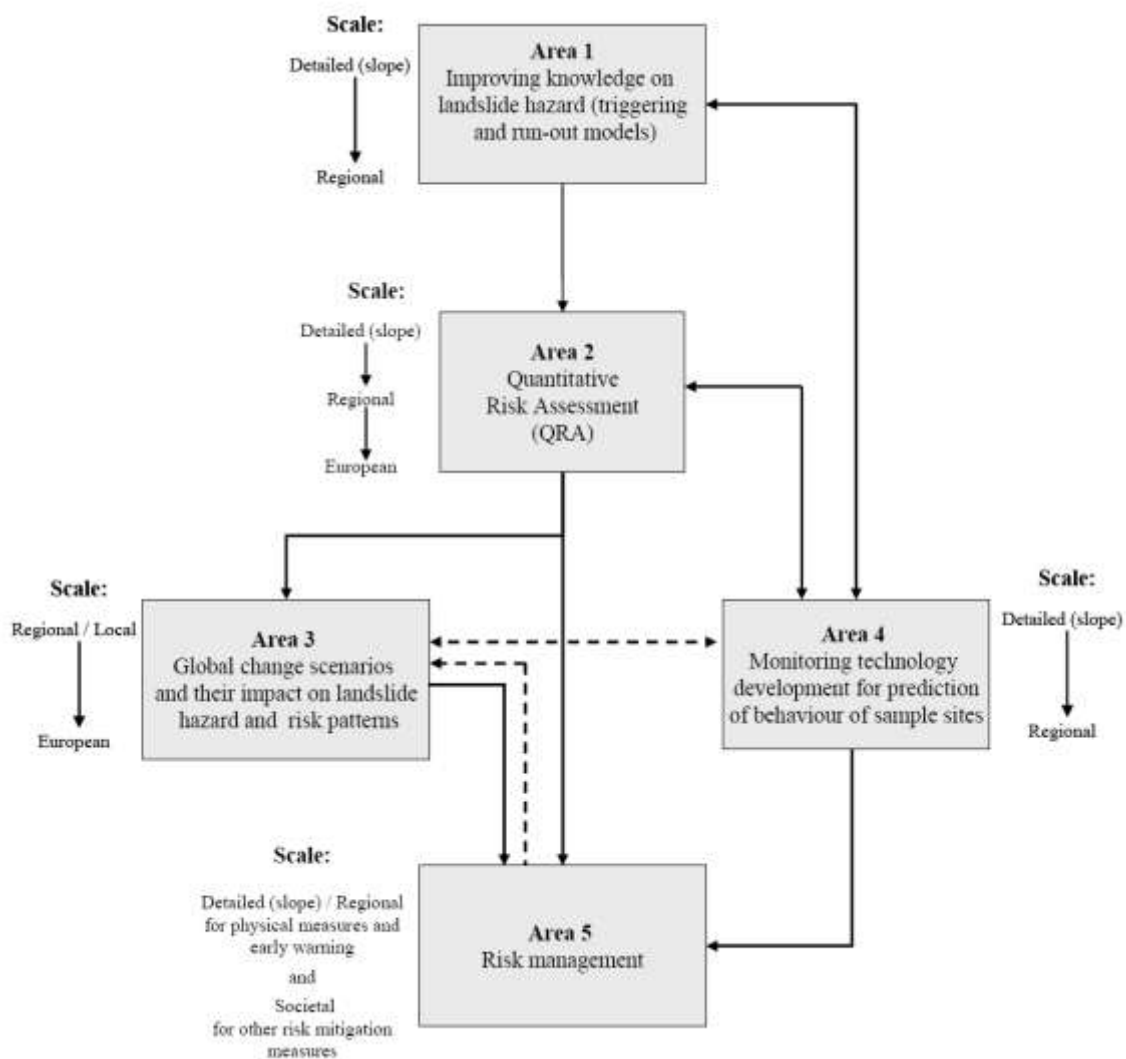 Scale:
Detailed (slope)
Regional
Area 1
Improving knowledge on
landslide hazard (triggering
and run-out models)
Scale:
Detailed (slope)
Regional
European
Area 2
Quantitative
Risk Assessment
(QRA)
Scale:
Regional / Local
European
Area 3
Global change scenarios
and their impact on landslide
hazard and risk patterns
Area 4
Monitoring technology
development for prediction
of behaviour of sample sites
Scale:
Detailed (slope)
Regional
Scale:
Detailed (slope) / Regional
for physical measures and
early warning
and
Societal
for other risk mitigation
measures
Area 5
Risk management